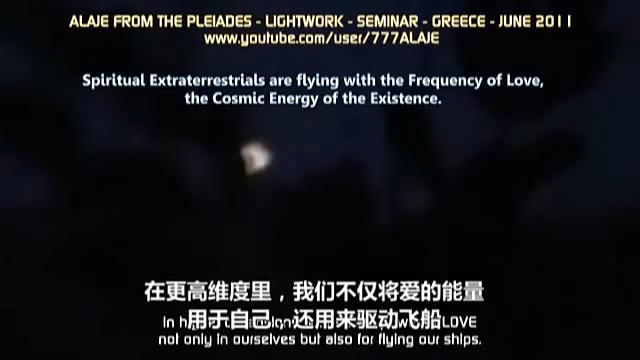 ALAJE FROM THE PLEIADES - LIGHTWORK - SEMINAR - GREECE - JUNE 2011
www.youtube.com/user/777ALAJE
Spiritual Extraterrestrials are flying with the Frequency of Love,
the Cosmic Energy of the Existence.
在更高维度里，我们不仅将爱的能量
用于自己，还用来驱动飞船
In LOVE
not only in ourselves but also for flying our ships.